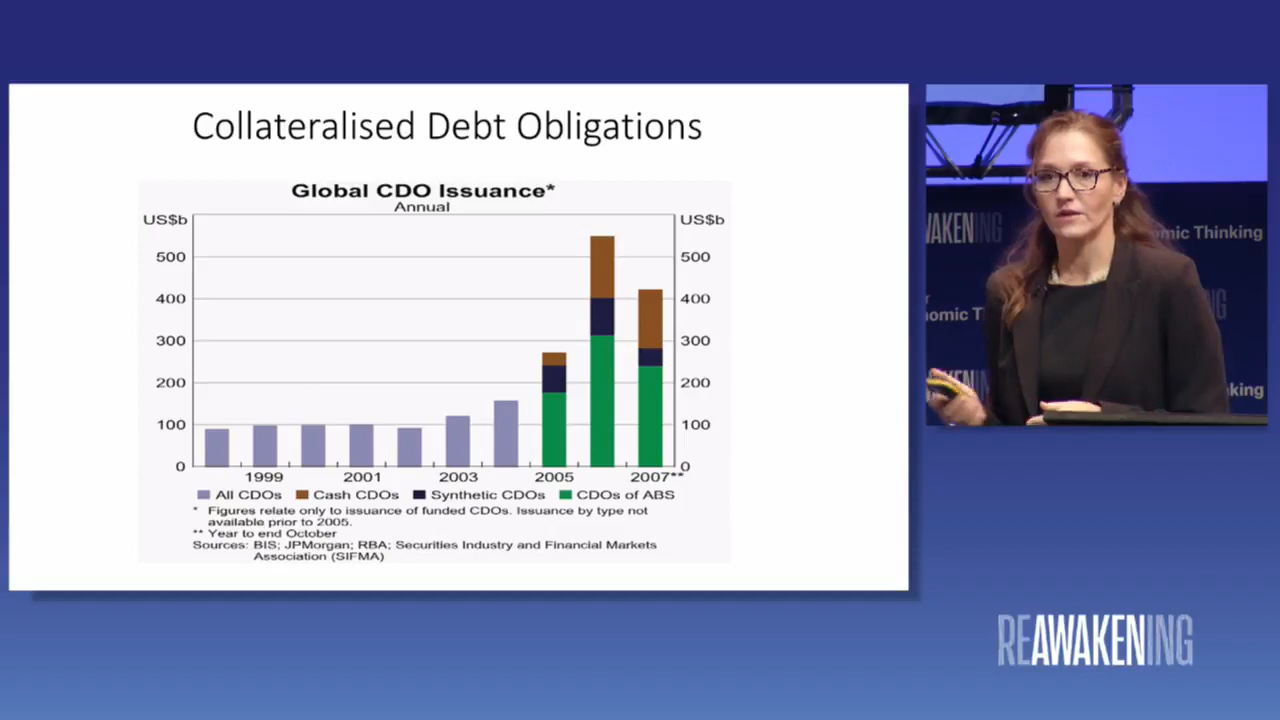 Collateralised Debt Obligations
Global CDO Issuance*
Annual
US$b
US$b
500
500
400
400
300
300
200
200
100
100
0
0
1999
2001
2003
2005
2007**
All CDOs
Cash CDOs
Synthetic CDOs
CDOs of ABS
* Figures relate only to issuance of funded CDOs. Issuance by type not
available prior to 2005.
** Year to end October
Sources: BIS; JPMorgan; RBA; Securities Industry and Financial Markets
Association (SIFMA)
AWAKENING
omic Thinking
nomic T
REAWAKENING